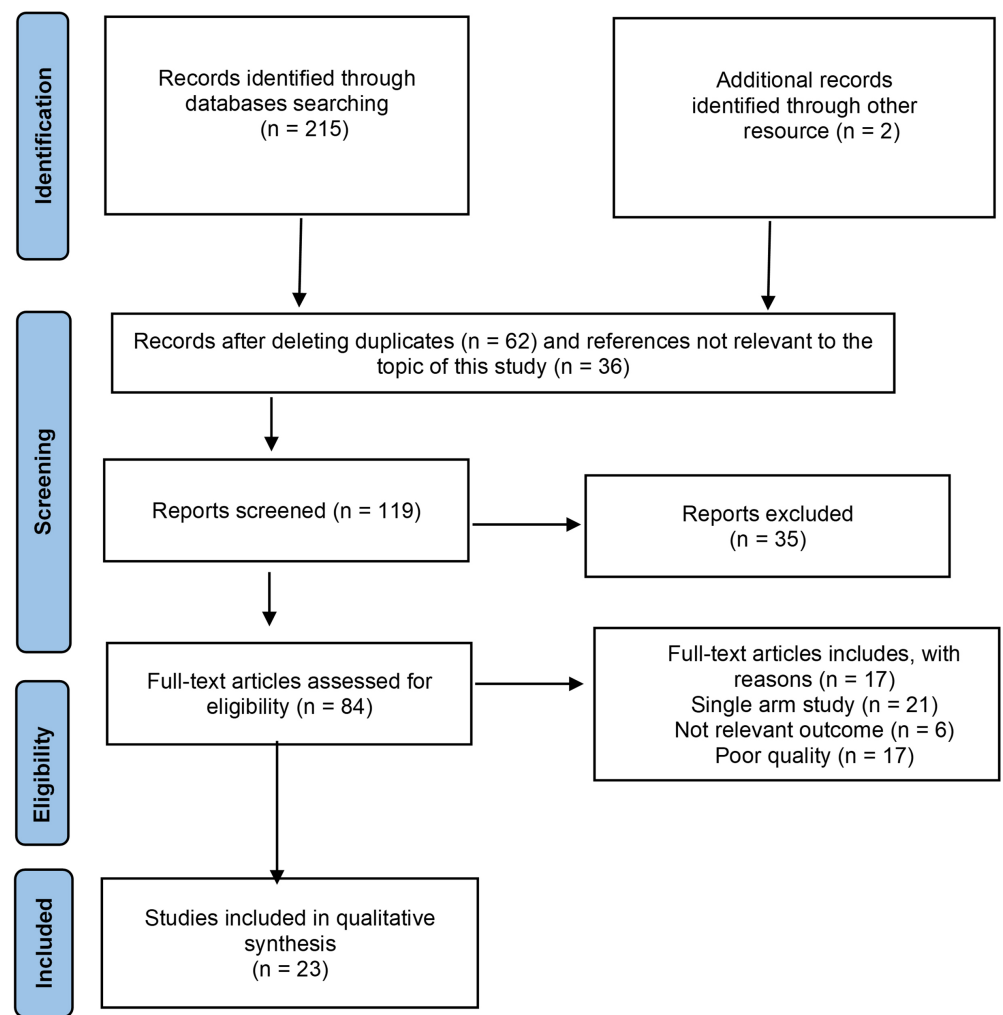 Identification
Records identified through
databases searching
(n = 215)
Additional records
identified through other
resource (n = 2)
Screening
Records after deleting duplicates (n = 62) and references not relevant to the
topic of this study (n = 36)
Reports screened (n = 119)
Reports excluded
(n = 35)
Full-text articles assessed for
eligibility (n = 84)
Full-text articles includes, with
reasons (n = 17)
Single arm study (n = 21)
Not relevant outcome (n = 6)
Poor quality (n = 17)
Eligibility
Included
Studies included in qualitative
synthesis
(n = 23)